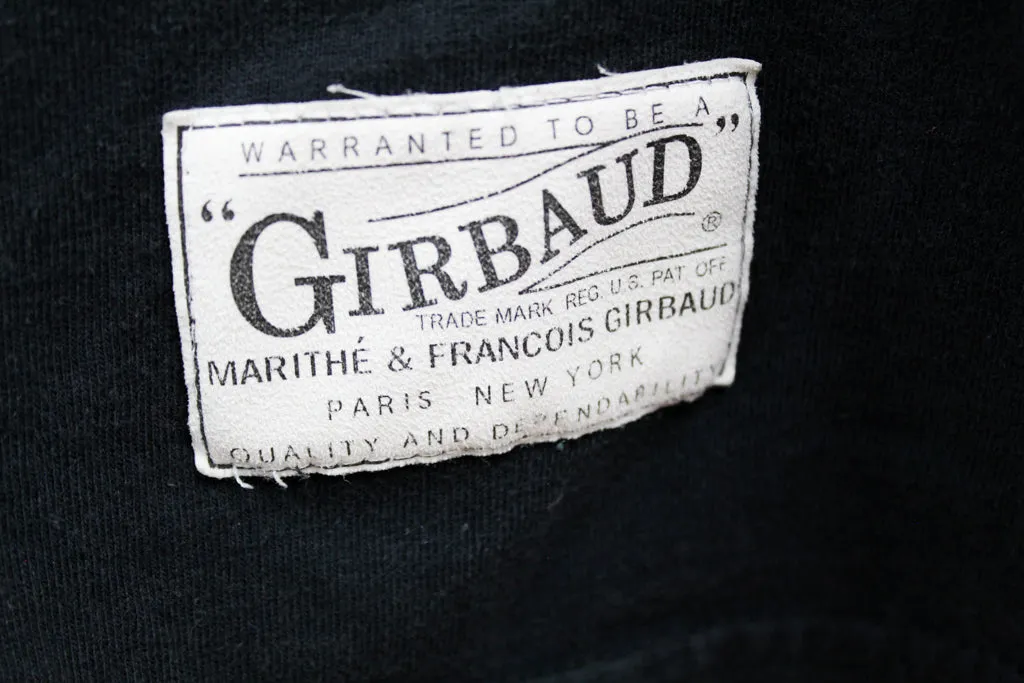 WARRANTED TO BE A
“GIRBAUD”
®
TRADE MARK REG. U.S. PAT OFF
MARITHÉ & FRANCOIS GIRBAUD
PARIS NEW YORK
QUALITY AND DEPENDABILITY